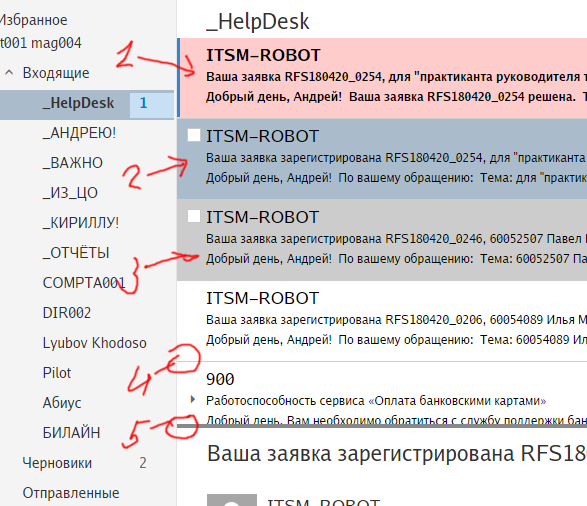 Избранное
t001 mag004
Входящие
_HelpDesk 1
_АНДРЕЮ!
_ВАЖНО
_ИЗ_ЦО
_КИРИЛЛУ!
_ОТЧЁТЫ
COMPTA001
DIR002
Lyubov Khodoso
Pilot
Абиус
БИЛАЙН
Черновики 2
Отправленные
1
2
3
4
5
_HelpDesk
ITSM-ROBOT
Ваша заявка RFS180420_0254, для "практиканта руководителя т
Добрый день, Андрей! Ваша заявка RFS180420_0254 решена. Т
ITSM-ROBOT
Ваша заявка зарегистрирована RFS180420_0254, для "практиканта
Добрый день, Андрей! По вашему обращению: Тема: для "практик
ITSM-ROBOT
Ваша заявка зарегистрирована RFS180420_0246, 60052507 Павел
Добрый день, Андрей! По вашему обращению: Тема: 60052507 Па
ITSM-ROBOT
Ваша заявка зарегистрирована RFS180420_0206, 60054089 Илья М
Добрый день, Андрей! По вашему обращению: Тема: 60054089 Ил
900
Работоспособность сервиса «Оплата банковскими картами»
Добрый день, Вам необходимо обратиться с службу поддержки бан
Ваша заявка зарегистрирована RFS18
ITSM-ROBOT